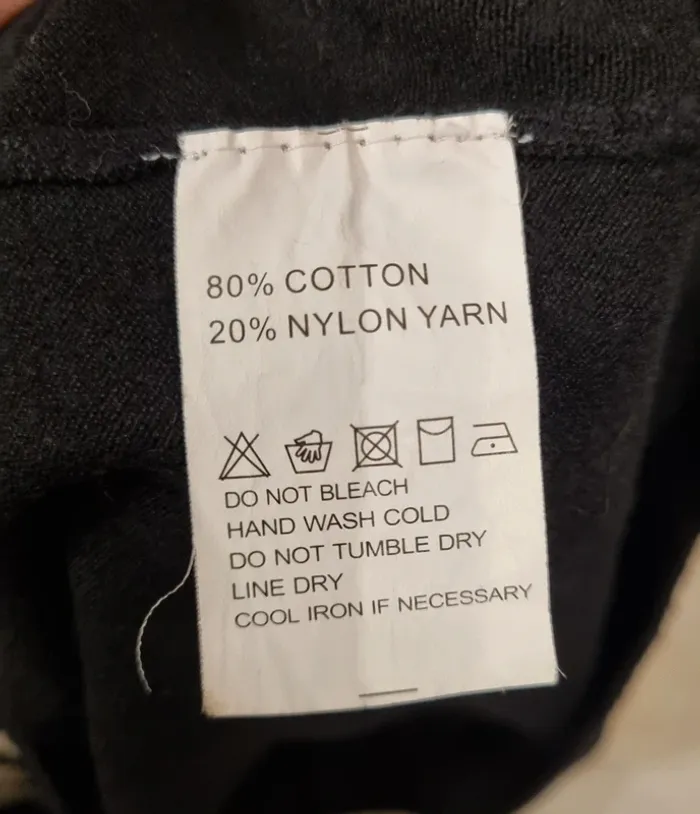 80% COTTON
20% NYLON YARN
DO NOT BLEACH
HAND WASH COLD
DO NOT TUMBLE DRY
LINE DRY
COOL IRON IF NECESSARY